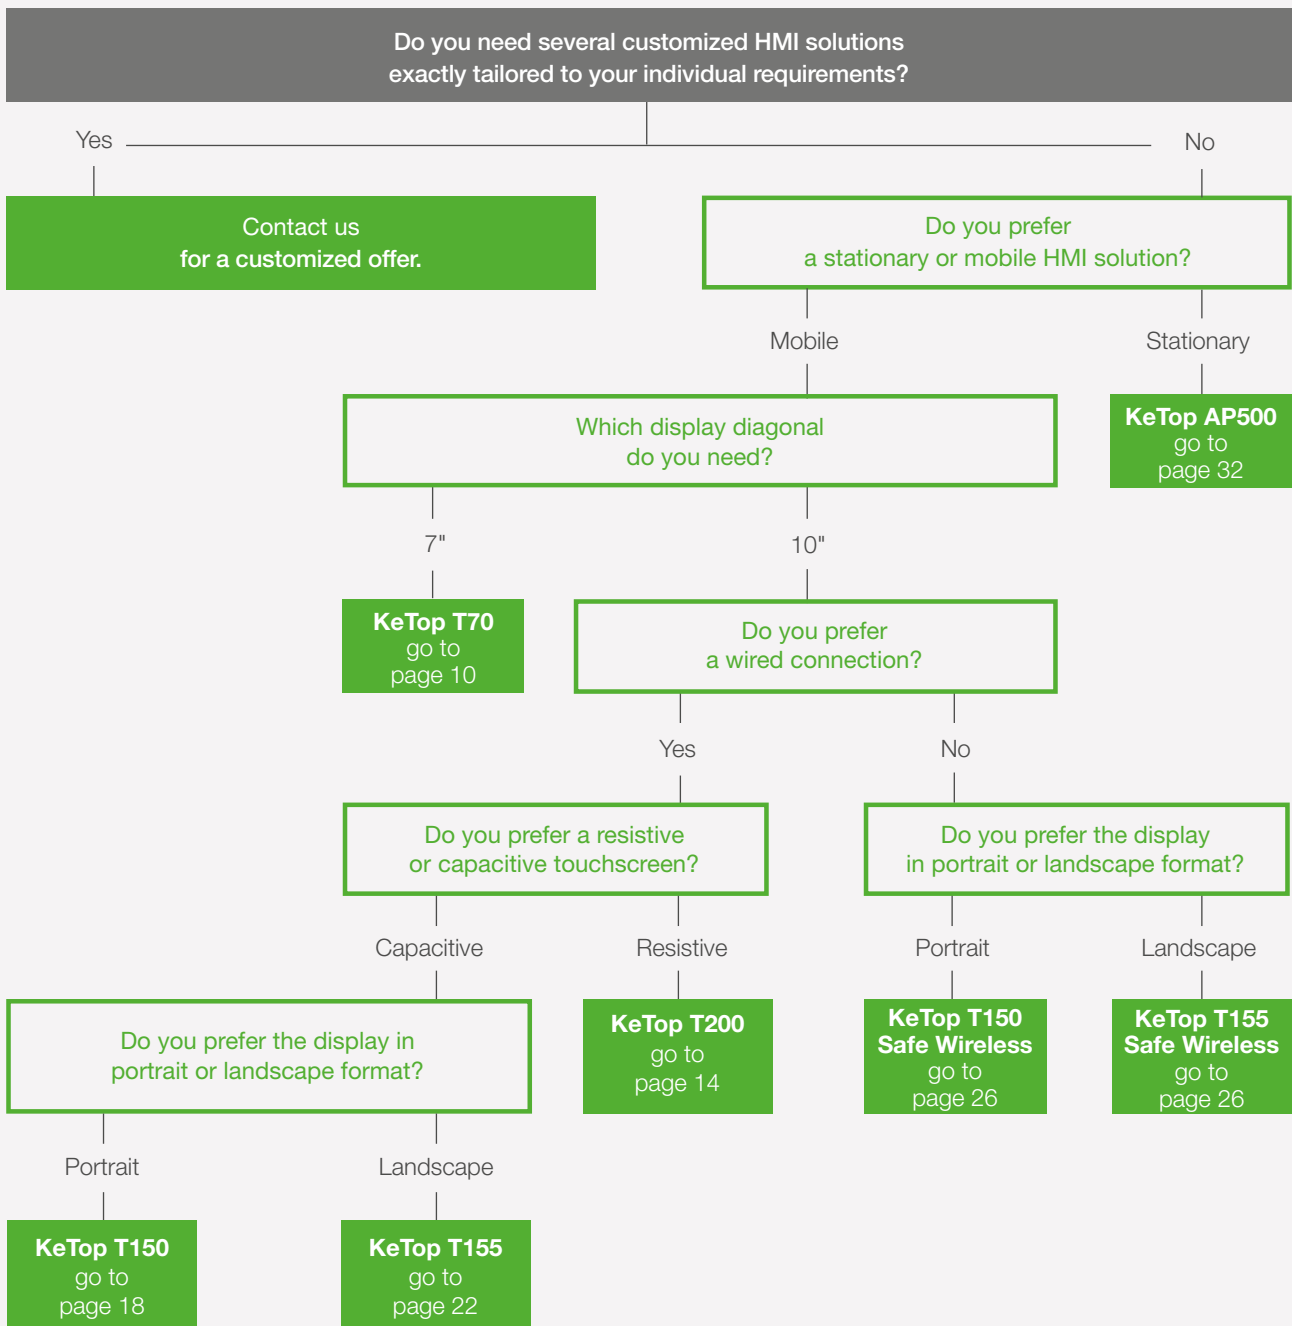 Do you need several customized HMI solutions
exactly tailored to your individual requirements?
Yes
No
Contact us
for a customized offer.
Do you prefer
a stationary or mobile HMI solution?
Mobile
Stationary
Which display diagonal
do you need?
KeTop AP500
go to
page 32
7"
10"
KeTop T70
go to
page 10
Do you prefer
a wired connection?
Yes
No
Do you prefer a resistive
or capacitive touchscreen?
Do you prefer the display
in portrait or landscape format?
Capacitive
Resistive
Portrait
Landscape
Do you prefer the display in
portrait or landscape format?
KeTop T200
go to
page 14
KeTop T150
Safe Wireless
go to
page 26
KeTop T155
Safe Wireless
go to
page 26
Portrait
Landscape
KeTop T150
go to
page 18
KeTop T155
go to
page 22